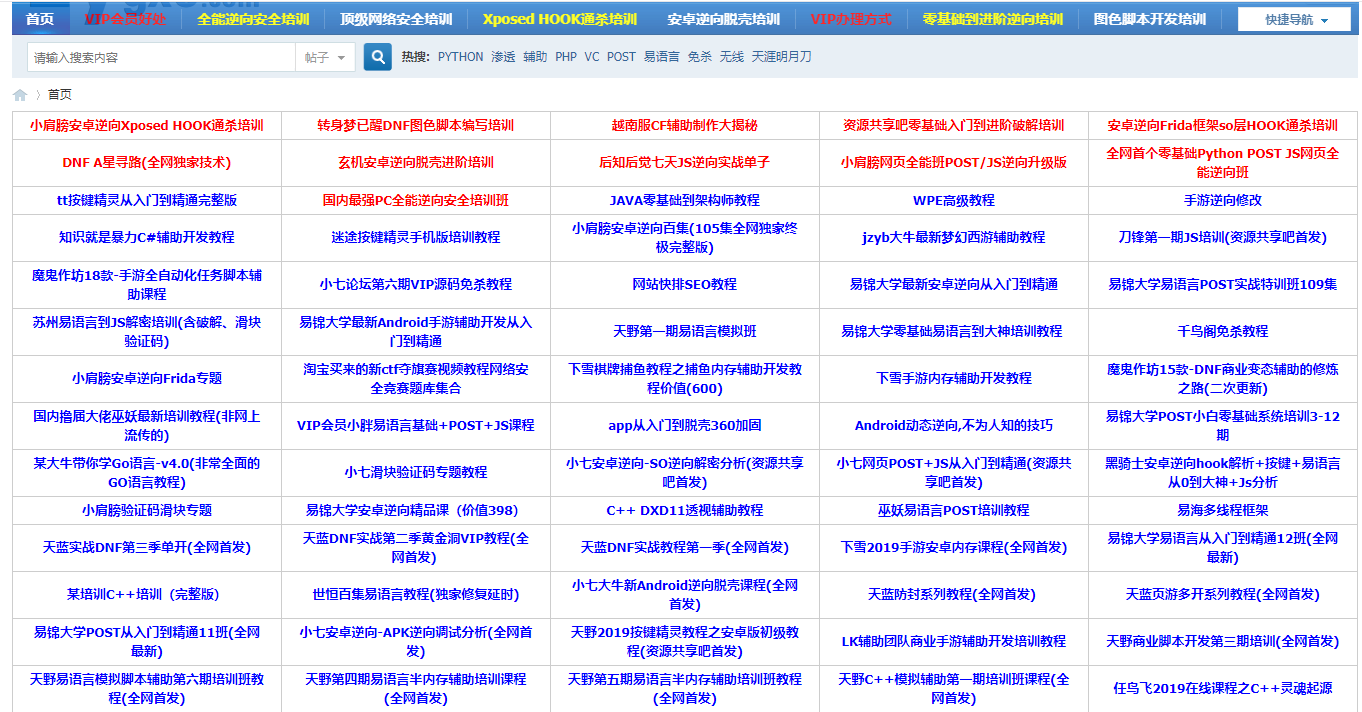 首页 VIP会员好处 全能逆向安全培训 顶级网络安全培训 Xposed HOOK通杀培训 安卓逆向脱壳培训 VIP办理方式 零基础到进阶逆向培训 图色脚本开发培训 快捷导航
请输入搜索内容 帖子 热搜: PYTHON 渗透 辅助 PHP VC POST 易语言 免杀 无线 天涯明月刀
首页
小肩膀安卓逆向Xposed HOOK通杀培训 转身梦已醒DNF图色脚本编写培训 越南服CF辅助制作大揭秘 资源共享吧零基础入门到进阶破解培训 安卓逆向Frida框架so层HOOK通杀培训
DNF A星寻路(全网独家技术) 玄机安卓逆向脱壳进阶培训 后知后觉七天JS逆向实战单子 小肩膀网页全能班POST/JS逆向升级版 全网首个零基础Python POST JS网页全
能逆向班
tt按键精灵从入门到精通完整版 国内最强PC全能逆向安全培训班 JAVA零基础到架构师教程 WPE高级教程 手游逆向修改
知识就是暴力C#辅助开发教程 迷途按键精灵手机版培训教程 小肩膀安卓逆向百集(105集全网独家终
极完整版) jzyb大牛最新梦幻西游辅助教程 刀锋第一期JS培训(资源共享吧首发)
魔鬼作坊18款-手游全自动化任务脚本辅
助课程 小七论坛第六期VIP源码免杀教程 网站快排SEO教程 易锦大学最新安卓逆向从入门到精通 易锦大学易语言POST实战特训班109集
苏州易语言到JS解密培训(含破解、滑块
验证码) 易锦大学最新Android手游辅助开发从入
门到精通 天野第一期易语言模拟班 易锦大学零基础易语言到大神培训教程 千鸟阁免杀教程
小肩膀安卓逆向Frida专题 淘宝买来的新ctf夺旗赛视频教程网络安
全竞赛题库集合 下雪棋牌捕鱼教程之捕鱼内存辅助开发教
程价值(600) 下雪手游内存辅助开发教程 魔鬼作坊15款-DNF商业变态辅助的修炼
之路(二次更新)
国内撸届大佬巫妖最新培训教程(非网上
流传的) VIP会员小胖易语言基础+POST+JS课程 app从入门到脱壳360加固 Android动态逆向,不为人知的技巧 易锦大学POST小白零基础系统培训3-12
期
某大牛带你学Go语言-v4.0(非常全面的
GO语言教程) 小七滑块验证码专题教程 小七安卓逆向-SO逆向解密分析(资源共享
吧首发) 小七网页POST+JS从入门到精通(资源共
享吧首发) 黑骑士安卓逆向hook解析+按键+易语言
从0到大神+Js分析
小肩膀验证码滑块专题 易锦大学安卓逆向精品课（价值398） C++ DXD11透视辅助教程 巫妖易语言POST培训教程 易海多线程框架
天蓝实战DNF第三季单开(全网首发) 天蓝DNF实战第二季黄金洞VIP教程(全
网首发) 天蓝DNF实战教程第一季(全网首发) 下雪2019手游安卓内存课程(全网首发) 易锦大学易语言从入门到精通12班(全网
最新)
某培训C++培训（完整版） 世恒百集易语言教程(独家修复延时) 小七大牛新Android逆向脱壳课程(全网
首发) 天蓝防封系列教程(全网首发) 天蓝页游多开系列教程(全网首发)
易锦大学POST从入门到精通11班(全网
最新) 小七安卓逆向-APK逆向调试分析(全网首
发) 天野2019按键精灵教程之安卓版初级教
程(资源共享吧首发) LK辅助团队商业手游辅助开发培训教程 天野商业脚本开发第三期培训(全网首发)
天野易语言模拟脚本辅助第六期培训班教
程(全网首发) 天野第四期易语言半内存辅助培训课程
(全网首发) 天野第五期易语言半内存辅助培训班教程
(全网首发) 天野C++模拟辅助第一期培训班课程(全
网首发) 任鸟飞2019在线课程之C++灵魂起源